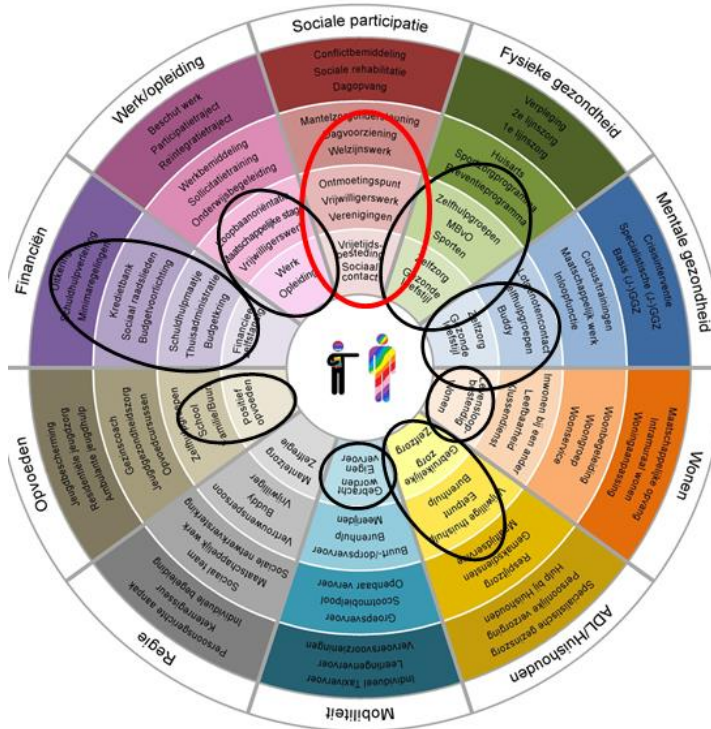 Sociale participatie
Conflictbemiddeling
Sociale rehabilitatie
Dagopvang
Mantelzorgondersteuning
Dagvoorziening
Welzijnswerk
Ontmoetingspunt
Vrijwilligerswerk
Verenigingen
Vrijetijds-
besteding
Sociaal
contact
Fysieke gezondheid
Verpleging
2e lijnszorg
1e lijnszorg
Huisarts
Sportzorgprogramma
Preventieprogramma
Zelfhulpgroepen
MBvO
Sporten
Zelfzorg
Gezonde
leefstijl
Mentale gezondheid
Crisisinterventie
Specialistische (J-)GGZ
Basis (J-)GGZ
Cursus/trainingen
Maatschappelijk werk
Inloopfunctie
Lotgenotencontact
Zelfhulpgroepen
Buddy
Zelfzorg
Gezonde
leefstijl
Wonen
Maatschappelijke opvang
Intramuraal wonen
Woningaanpassing
Woonbegeleiding
Woongroep
Woonservice
Inwonen bij een ander
Leefbaarheid
Klussendienst
Levensloop-
bestendig
Wonen
ADL/Huishouden
Specialistische gezinszorg
Persoonlijke verzorging
Hulp bij Huishouden
Respijtzorg
Gemaksdiensten
Maaltijdservice
Vrijwillige thuishulp
Eetpunt
Burenhulp
Gebruikelijke
zorg
Zelfzorg
Mobiliteit
Individueel Taxivervoer
Leerlingenvervoer
Vervoersvoorzieningen
Groepsvervoer
Scootmobielpool
Openbaar vervoer
Buurt-/dorpsvervoer
Burenhulp
Meerijden
Gebracht
worden
Eigen
vervoer
Regie
Persoonsgerichte aanpak
Ketenregisseur
Individuele begeleiding
Sociaal team
Maatschappelijk werk
Sociale netwerkversterking
Vertrouwenspersoon
Buddy
Vrijwilliger
Mantelzorg
Zelfregie
Opvoeden
Jeugdbescherming
Residentiële jeugdzorg
Ambulante jeugdhulp
Gezinscoach
Jeugdgezondheidszorg
Opvoedcursussen
Zelfhulpgroepen
School
Familie/Buurt
Positief
opvoeden
Financiën
Uitkering
Schuldhulpverlening
Minimaregelingen
Kredietbank
Sociaal raadslieden
Budgetvoorlichting
Schuldhulpmaatje
Thuisadministratie
Budgetkring
Financieel
zelfstandig
Werk/opleiding
Beschut werk
Participatietraject
Reïntegratietraject
Werkbemiddeling
Sollicitatietraining
Onderwijsbegeleiding
Loopbaanoriëntatie
Maatschappelijke stage
Vrijwilligerswerk
Werk
Opleiding